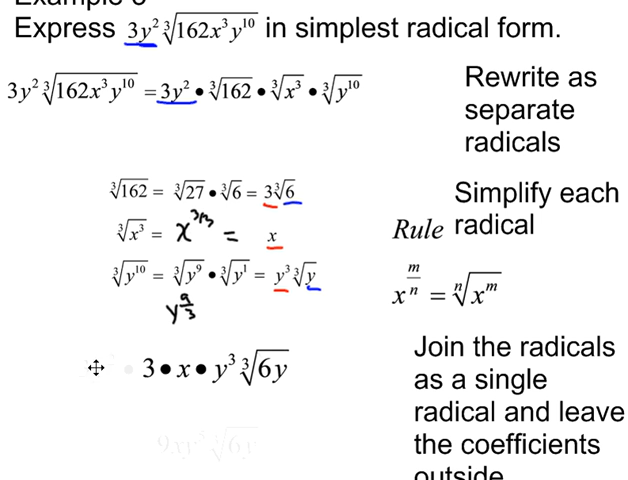 Express 3y² ∛(162x³y¹⁰) in simplest radical form.
3y² ∛(162x³y¹⁰) = 3y² • ∛162 • ∛x³ • ∛y¹⁰
Rewrite as
separate
radicals
∛162 = ∛27 • ∛6 = 3∛6
∛x³ = x^(3/3) = x
∛y¹⁰ = ∛y⁹ • ∛y¹ = y³ ∛y
y^(9/3)
Simplify each
radical
Rule
x^(m/n) = ⁿ√(x^m)
3 • x • y³ ∛(6y)
Join the radicals
as a single
radical and leave
the coefficients
outside